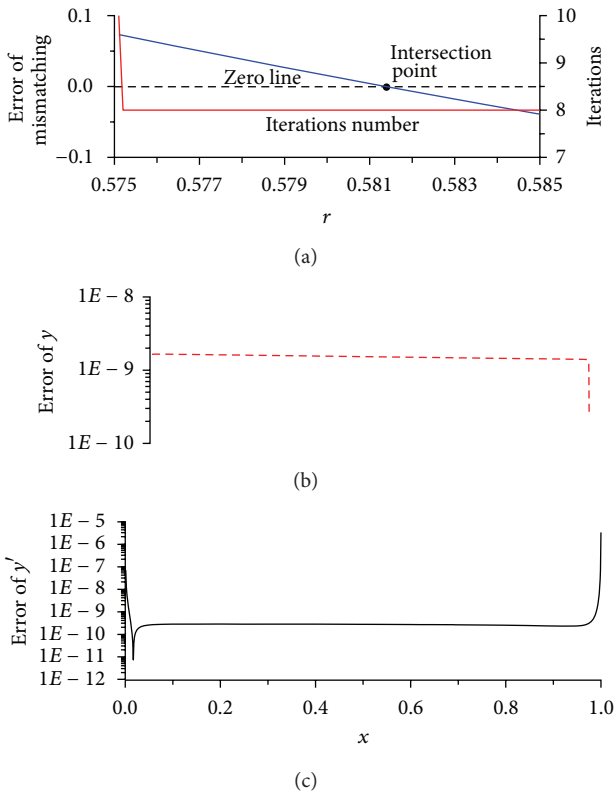 Error of
mismatching
0.1
0.0
−0.1
Zero line
Intersection
point
Iterations number
10
9
8
7
Iterations
0.575
0.577
0.579
0.581
0.583
0.585
r
(a)
Error of y
1E − 8
1E − 9
1E − 10
(b)
Error of y′
1E − 5
1E − 6
1E − 7
1E − 8
1E − 9
1E − 10
1E − 11
1E − 12
0.0
0.2
0.4
0.6
0.8
1.0
x
(c)